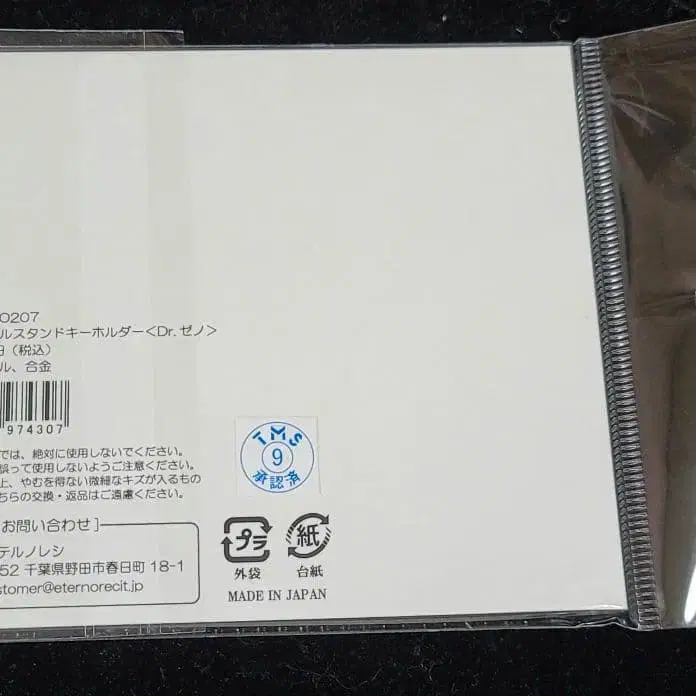 0207
ルスタンドキーホルダー<Dr.ゼノ>
円（税込）
ル、合金
974307
では、絶対に使用しないでください。
誤って使用しないようご注意ください。
上、やむを得ない微細なキズが入るもの
ちらの交換・返品はご遠慮ください。
お問い合わせ]
テルノレシ
52 千葉県野田市春日町 18-1
stomer@eternorecit.jp
TMS
9
承認済
プラ
外袋
紙
台紙
MADE IN JAPAN